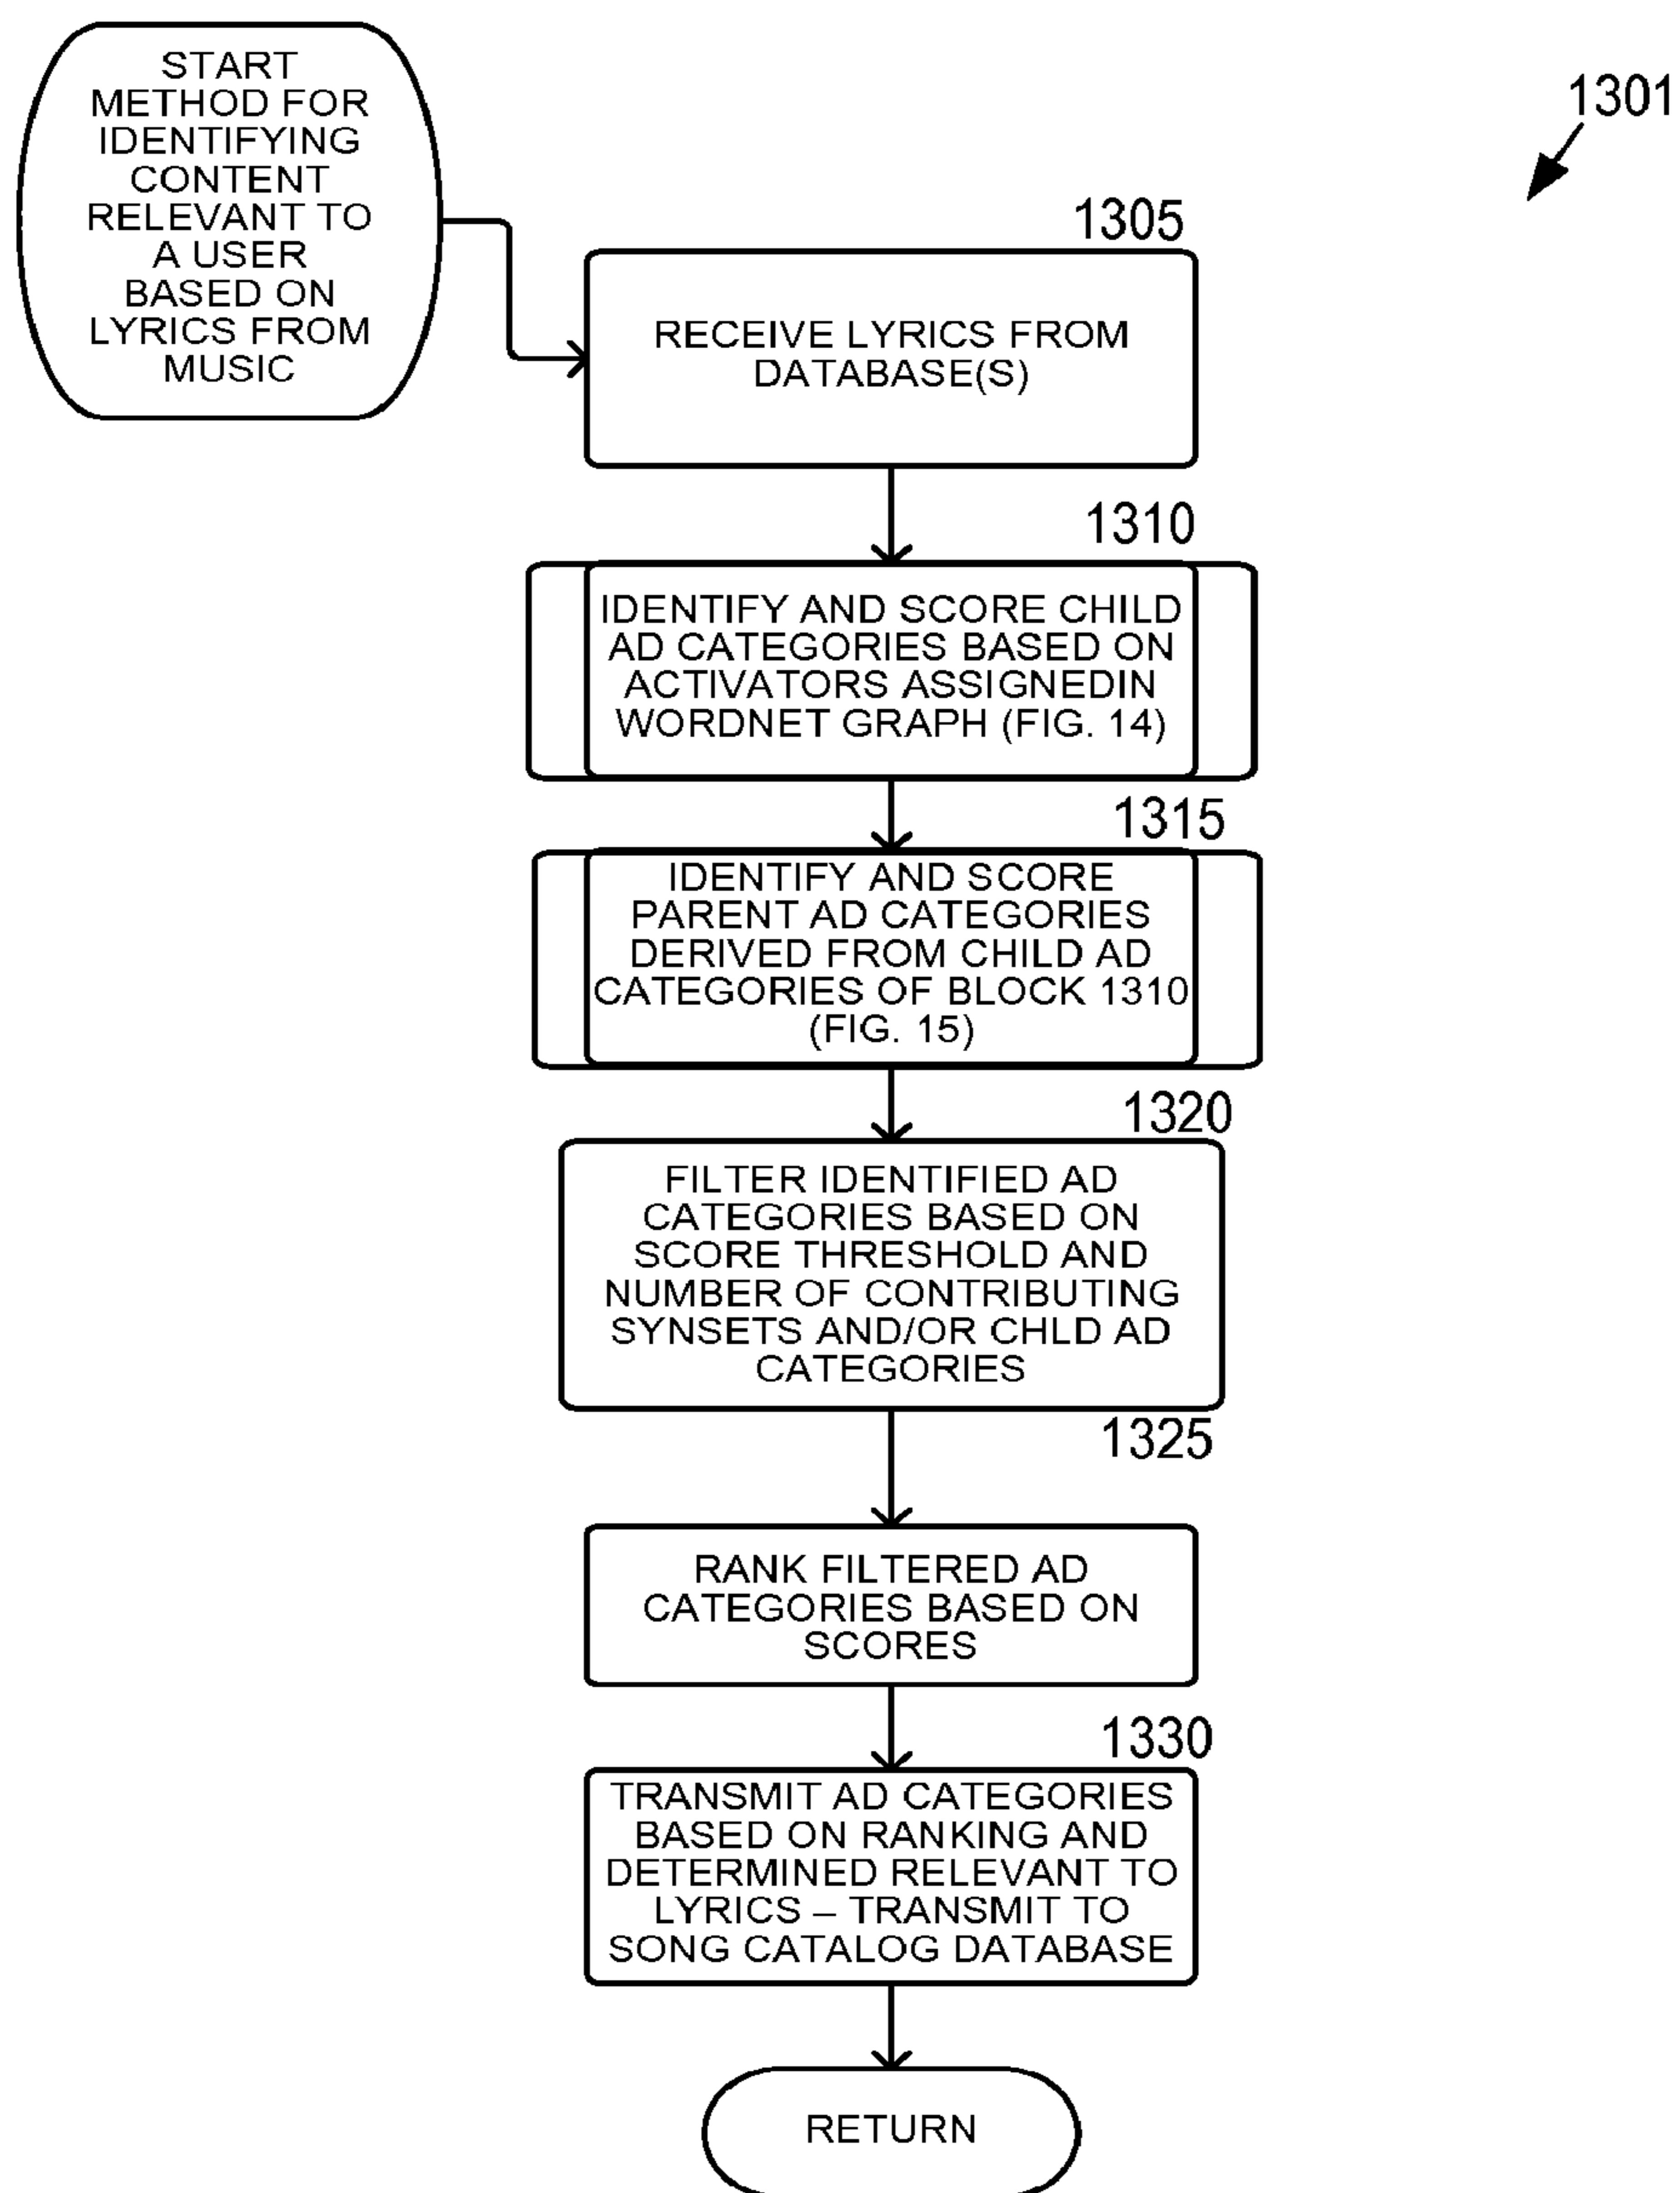 START
METHOD FOR
IDENTIFYING
CONTENT
RELEVANT TO
A USER
BASED ON
LYRICS FROM
MUSIC
1301
1305
RECEIVE LYRICS FROM
DATABASE(S)
1310
IDENTIFY AND SCORE CHILD
AD CATEGORIES BASED ON
ACTIVATORS ASSIGNEDIN
WORDNET GRAPH (FIG. 14)
1315
IDENTIFY AND SCORE
PARENT AD CATEGORIES
DERIVED FROM CHILD AD
CATEGORIES OF BLOCK 1310
(FIG. 15)
1320
FILTER IDENTIFIED AD
CATEGORIES BASED ON
SCORE THRESHOLD AND
NUMBER OF CONTRIBUTING
SYNSETS AND/OR CHLD AD
CATEGORIES
1325
RANK FILTERED AD
CATEGORIES BASED ON
SCORES
1330
TRANSMIT AD CATEGORIES
BASED ON RANKING AND
DETERMINED RELEVANT TO
LYRICS – TRANSMIT TO
SONG CATALOG DATABASE
RETURN